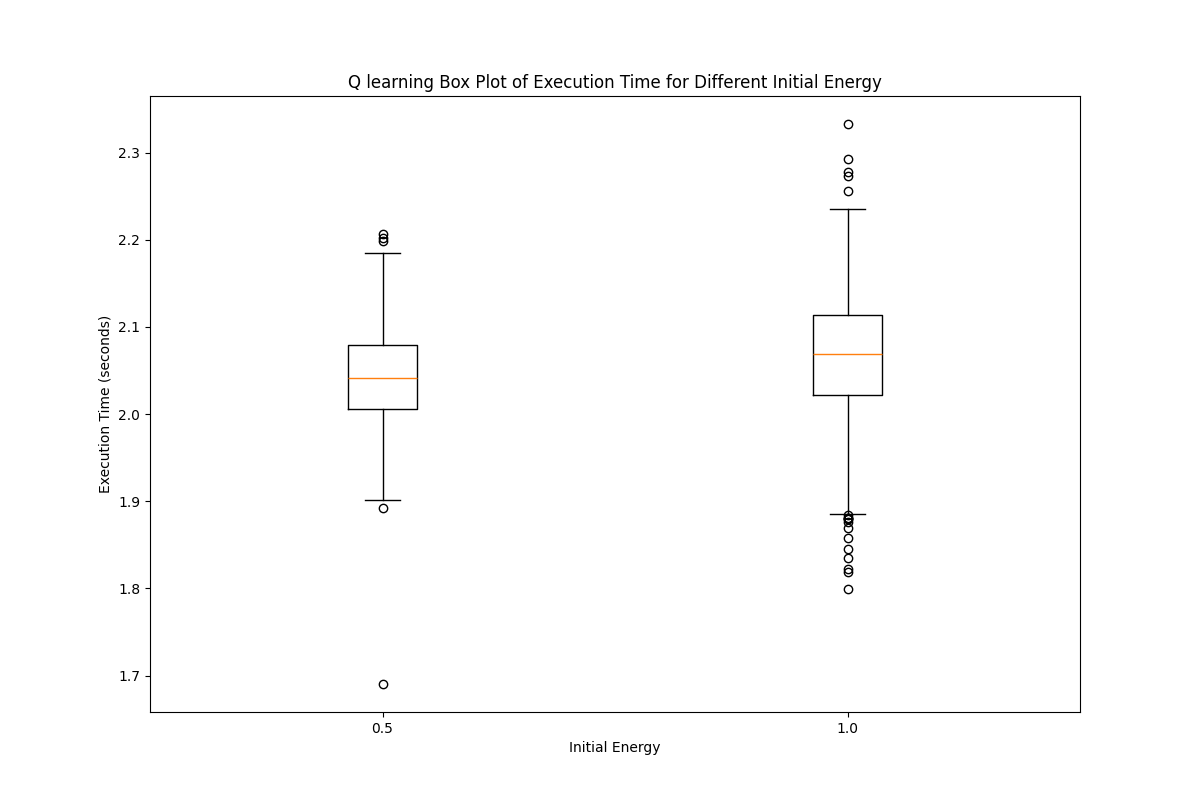 Q learning Box Plot of Execution Time for Different Initial Energy
2.3
2.2
2.1
2.0
1.9
1.8
1.7
Execution Time (seconds)
0.5 1.0
Initial Energy